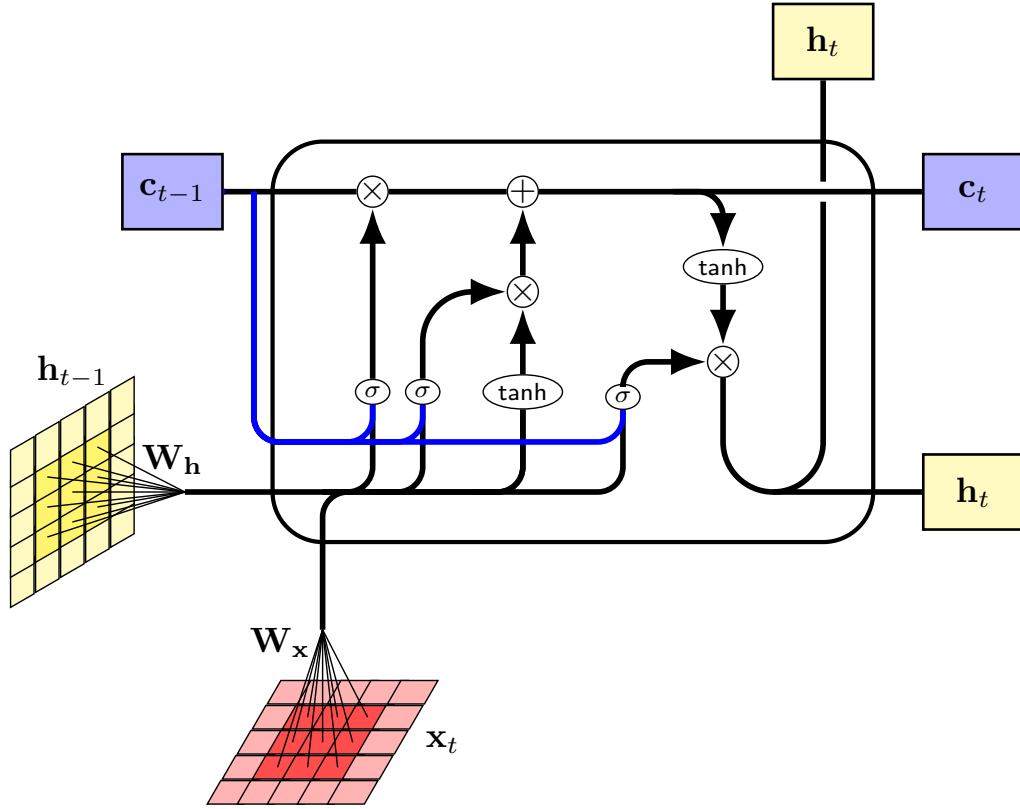 h_t
c_{t−1}
×
+
c_t
tanh
×
×
h_{t−1}
σ
σ
tanh
σ
W_h
h_t
W_x
x_t